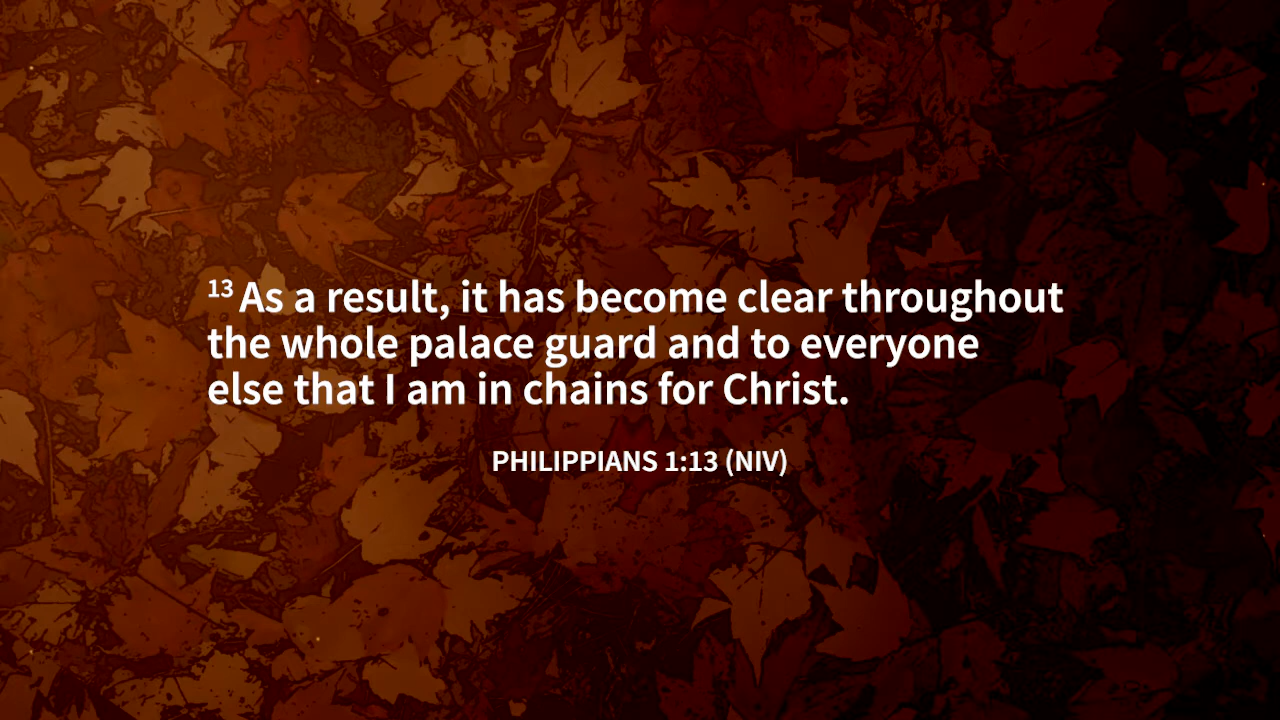 13 As a result, it has become clear throughout
the whole palace guard and to everyone
else that I am in chains for Christ.
PHILIPPIANS 1:13 (NIV)